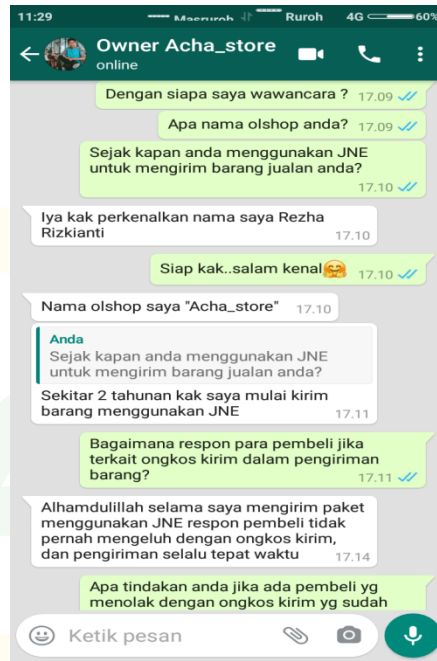 11:29 Masruroh Ruroh 4G 60%
Owner Acha_store
online
Dengan siapa saya wawancara ? 17.09
Apa nama olshop anda? 17.09
Sejak kapan anda menggunakan JNE
untuk mengirim barang jualan anda?
17.10
Iya kak perkenalkan nama saya Rezha
Rizkianti
17.10
Siap kak..salam kenal🤗 17.10
Nama olshop saya "Acha_store" 17.10
Anda
Sejak kapan anda menggunakan JNE
untuk mengirim barang jualan anda?
Sekitar 2 tahunan kak saya mulai kirim
barang menggunakan JNE
17.11
Bagaimana respon para pembeli jika
terkait ongkos kirim dalam pengiriman
barang?
17.11
Alhamdulillah selama saya mengirim paket
menggunakan JNE respon pembeli tidak
pernah mengeluh dengan ongkos kirim,
dan pengiriman selalu tepat waktu 17.14
Apa tindakan anda jika ada pembeli yg
menolak dengan ongkos kirim yg sudah
Ketik pesan